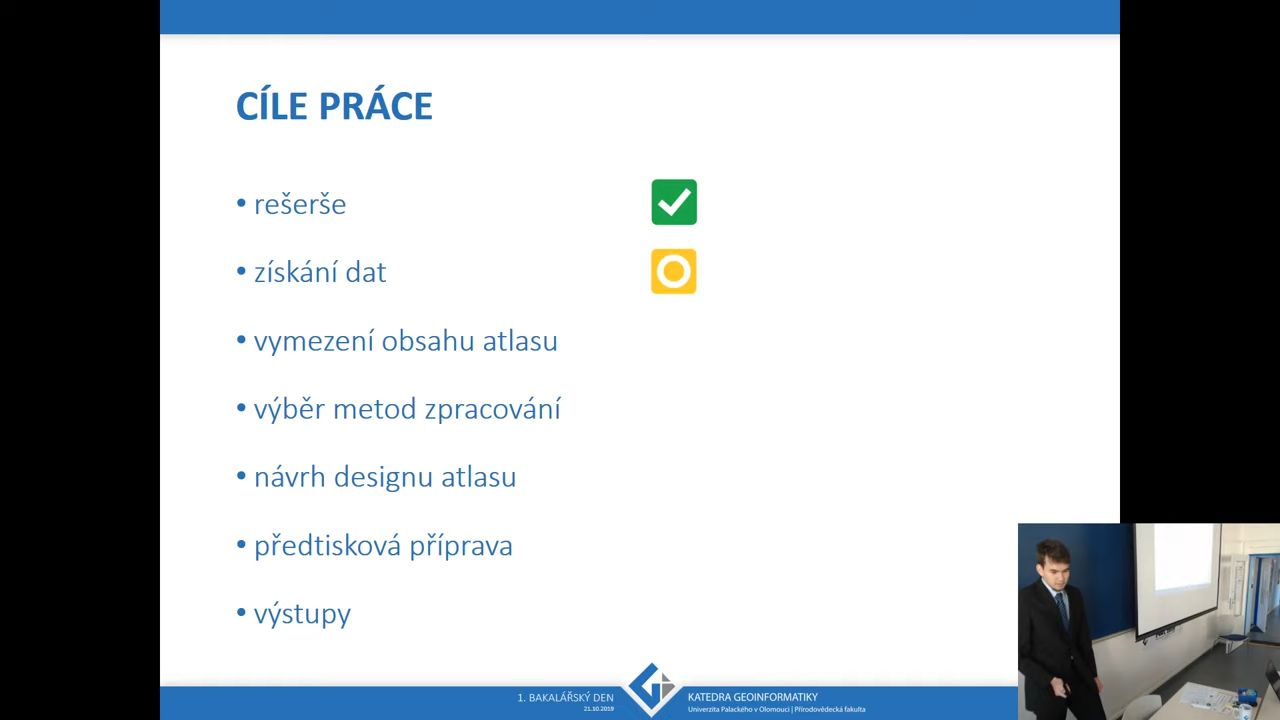 CÍLE PRÁCE
• rešerše
• získání dat
• vymezení obsahu atlasu
• výběr metod zpracování
• návrh designu atlasu
• předtisková příprava
• výstupy
1. BAKALÁŘSKÝ DEN
21.10.2019
KATEDRA GEOINFORMATIKY
Univerzita Palackého v Olomouci | Přírodovědecká fakulta